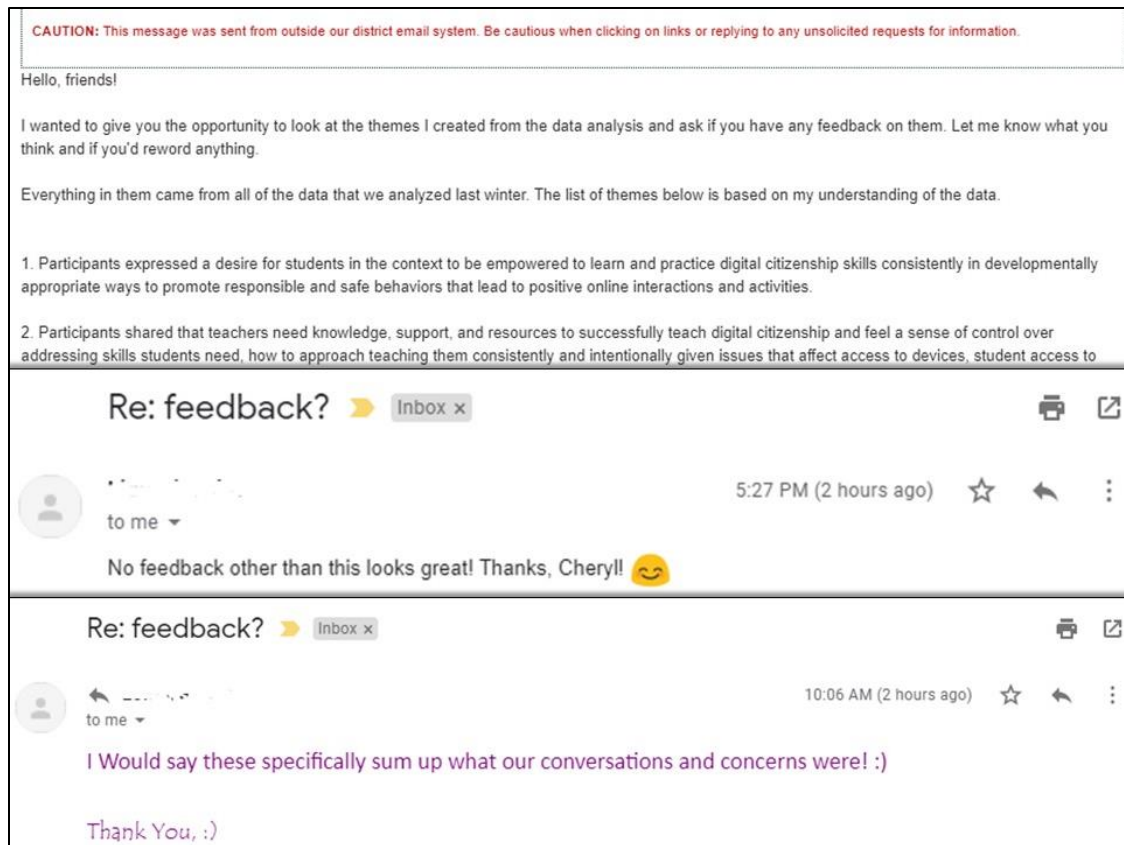 CAUTION: This message was sent from outside our district email system. Be cautious when clicking on links or replying to any unsolicited requests for information.
Hello, friends!
I wanted to give you the opportunity to look at the themes I created from the data analysis and ask if you have any feedback on them. Let me know what you
think and if you'd reword anything.
Everything in them came from all of the data that we analyzed last winter. The list of themes below is based on my understanding of the data.
1. Participants expressed a desire for students in the context to be empowered to learn and practice digital citizenship skills consistently in developmentally
appropriate ways to promote responsible and safe behaviors that lead to positive online interactions and activities.
2. Participants shared that teachers need knowledge, support, and resources to successfully teach digital citizenship and feel a sense of control over
addressing skills students need, how to approach teaching them consistently and intentionally given issues that affect access to devices, student access to
Re: feedback? Inbox x
5:27 PM (2 hours ago)
to me
No feedback other than this looks great! Thanks, Cheryl! 😊
Re: feedback? Inbox x
10:06 AM (2 hours ago)
to me
I Would say these specifically sum up what our conversations and concerns were! :)
Thank You, :)